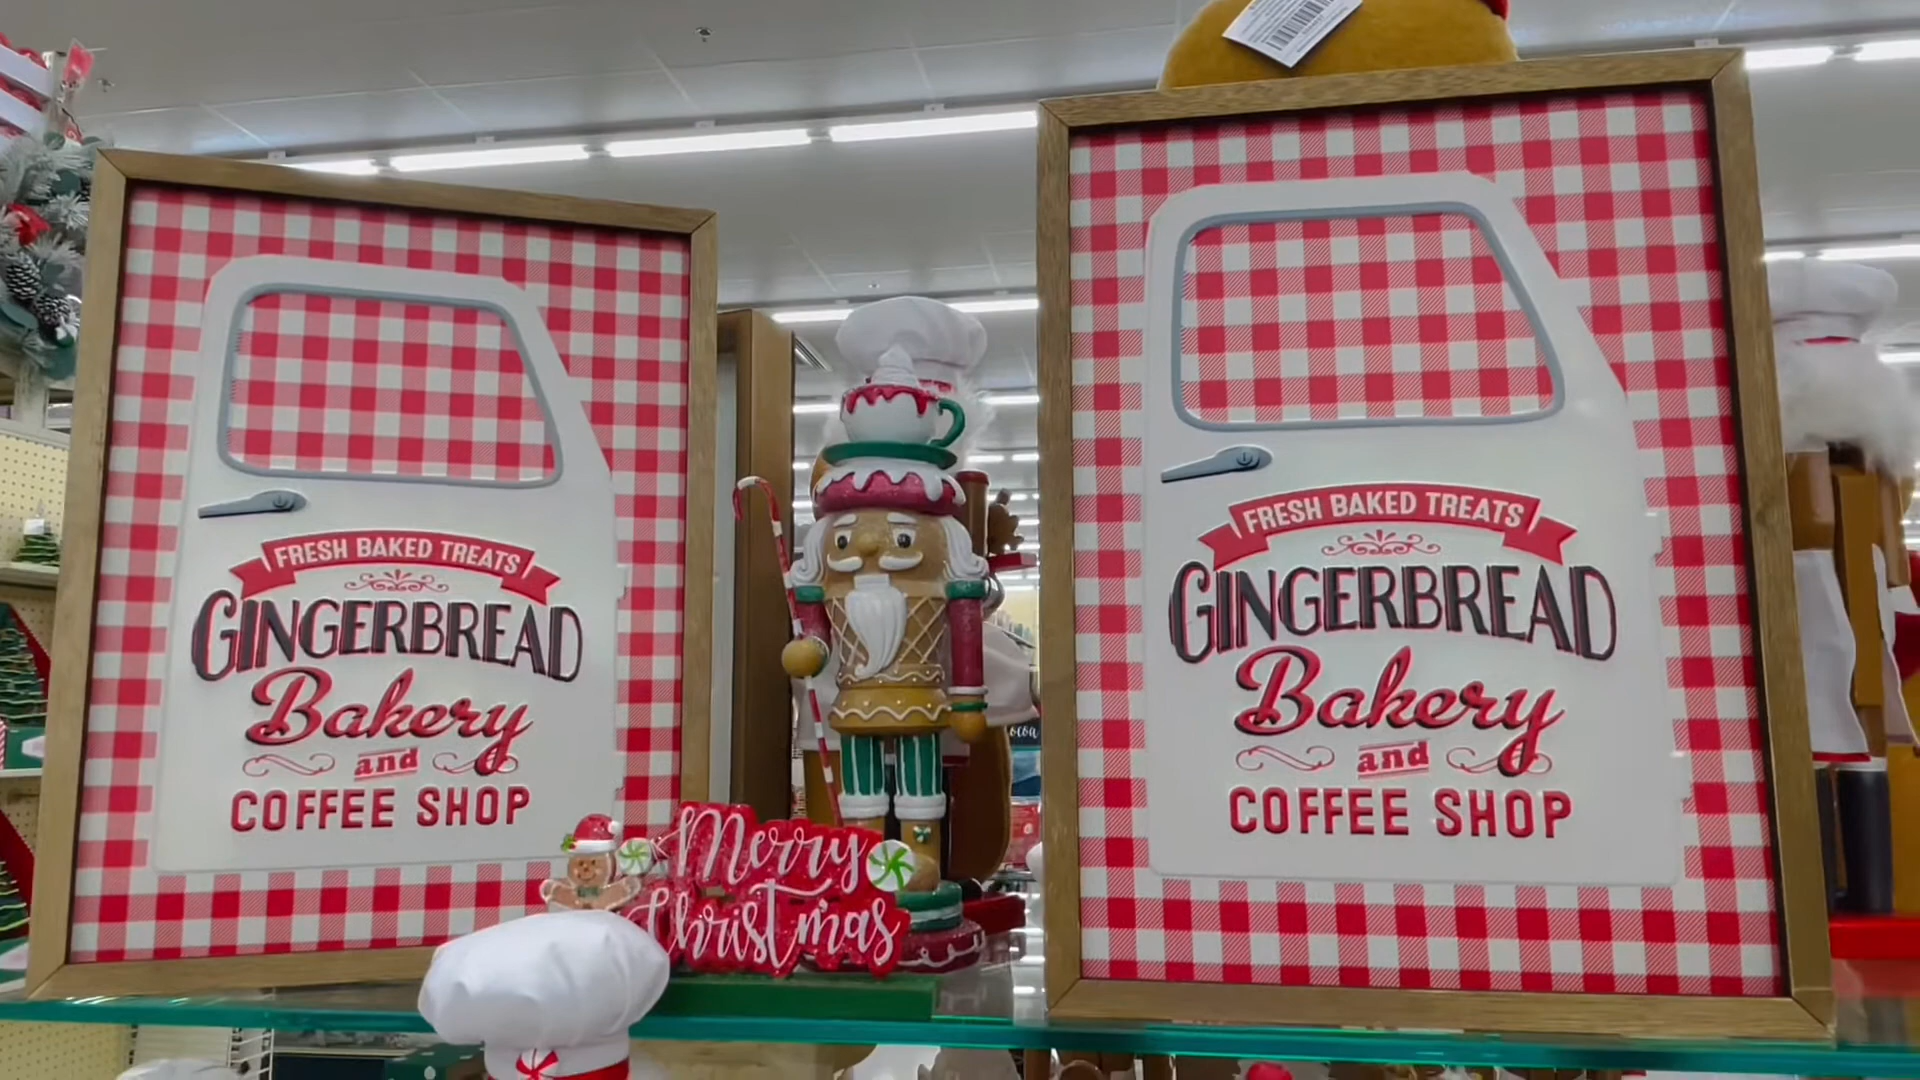 FRESH BAKED TREATS
GINGERBREAD
Bakery
and
COFFEE SHOP
Merry
Christmas
FRESH BAKED TREATS
GINGERBREAD
Bakery
and
COFFEE SHOP